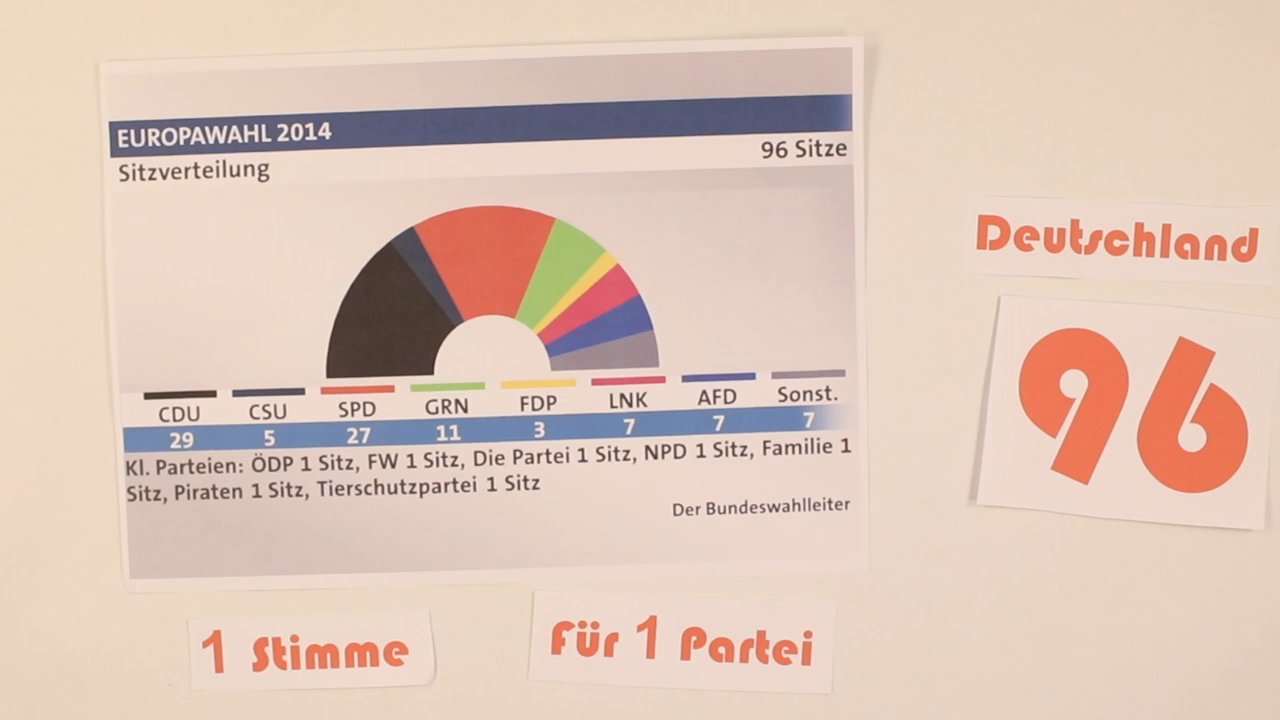 EUROPAWAHL 2014
Sitzverteilung
96 Sitze
CDU CSU SPD GRN FDP LNK AFD Sonst.
29 5 27 11 3 7 7 7
Kl. Parteien: ÖDP 1 Sitz, FW 1 Sitz, Die Partei 1 Sitz, NPD 1 Sitz, Familie 1
Sitz, Piraten 1 Sitz, Tierschutzpartei 1 Sitz
Der Bundeswahlleiter
Deutschland
96
1 Stimme
Für 1 Partei